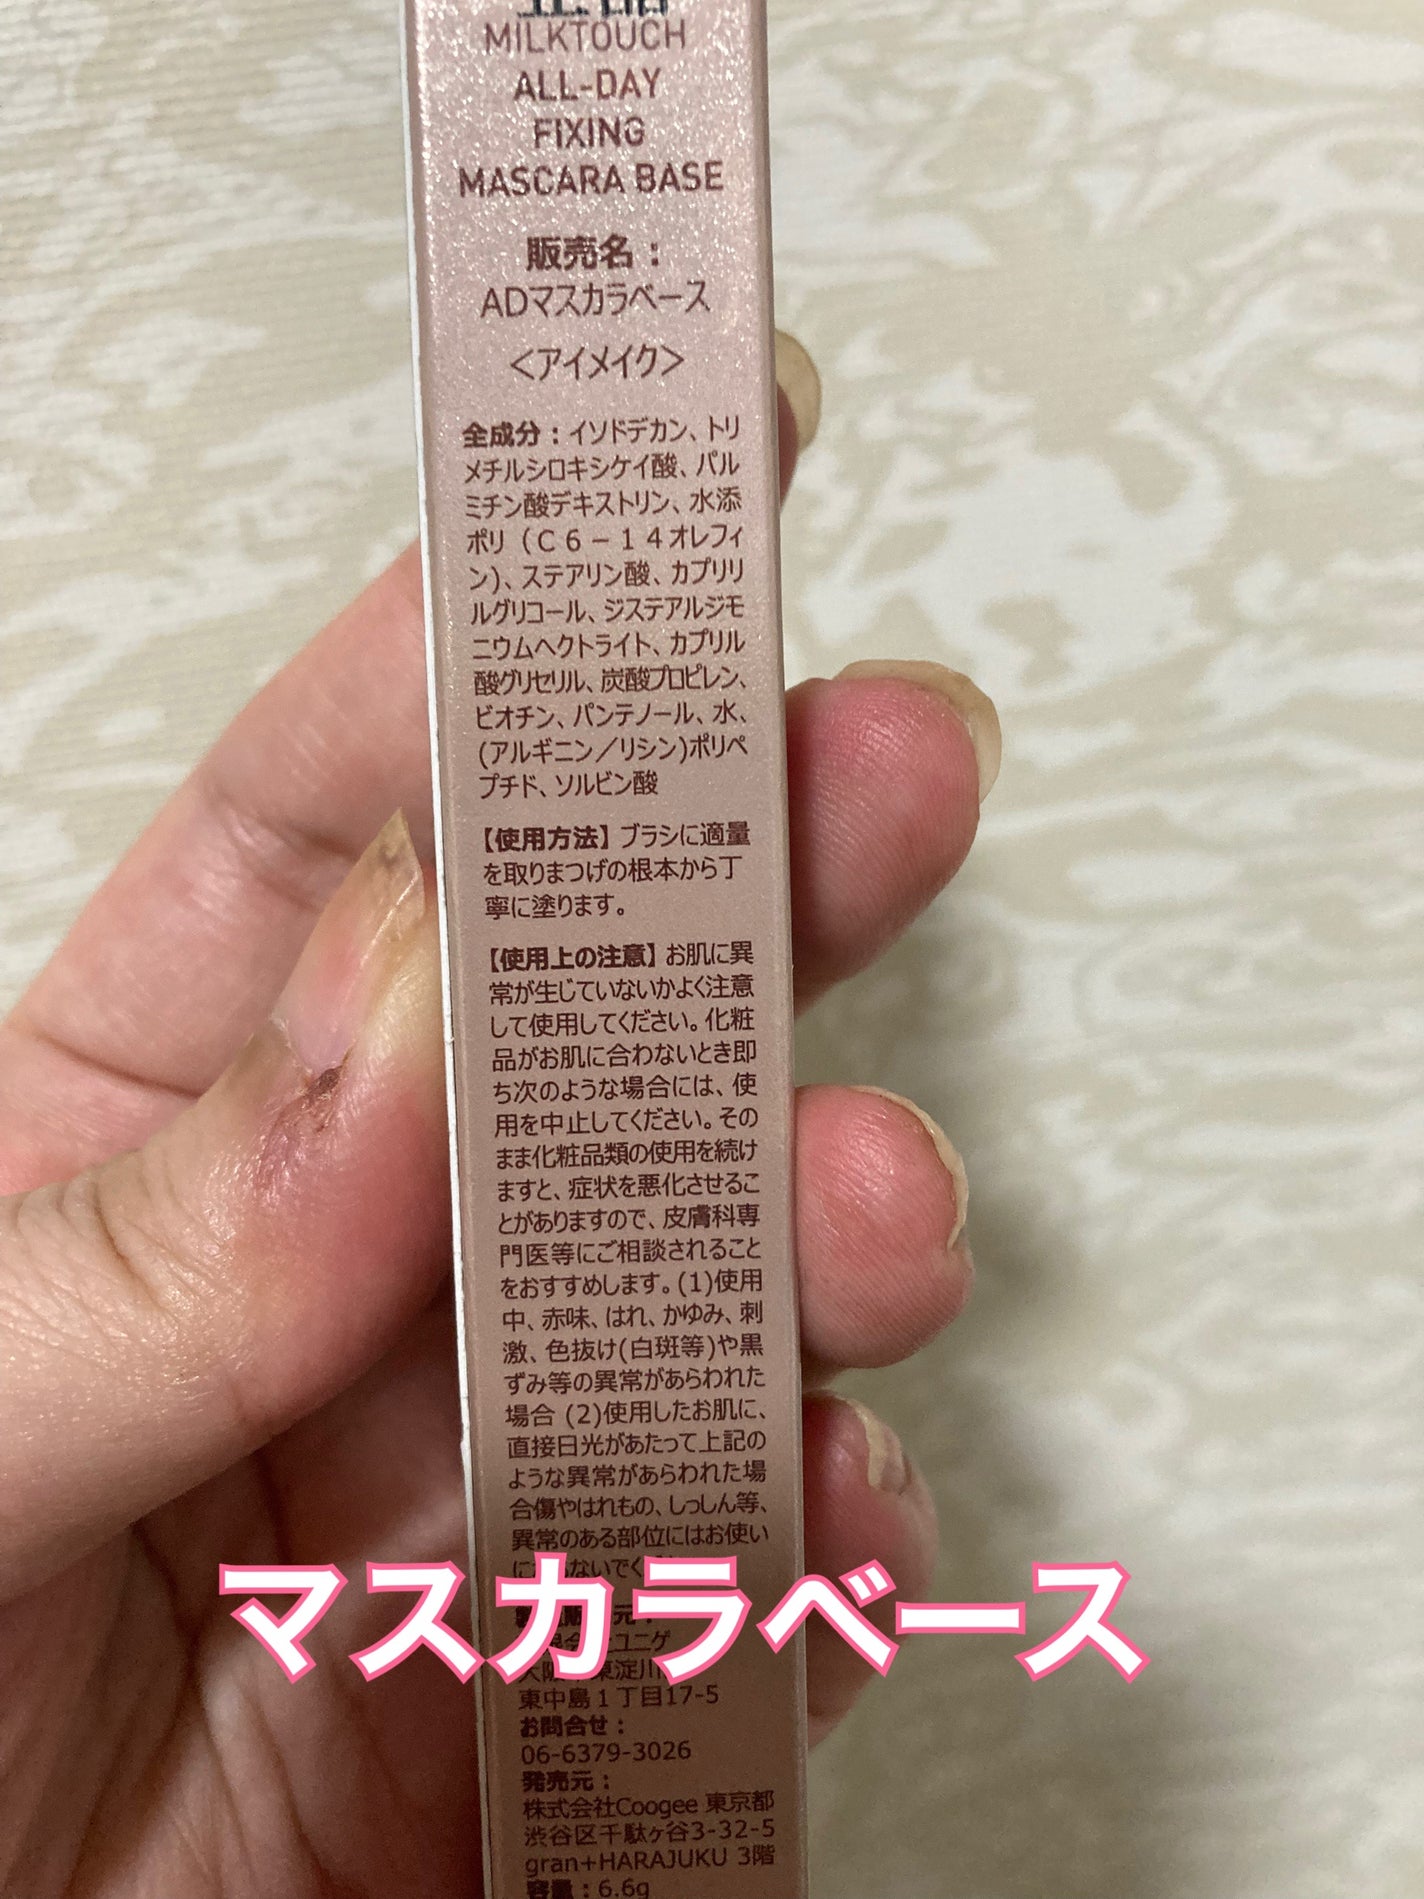 MILKTOUCH
ALL-DAY
FIXING
MASCARA BASE
販売名：
ADマスカラベース
＜アイメイク＞
全成分：イソドデカン、トリ
メチルシロキシケイ酸、パル
ミチン酸デキストリン、水添
ポリ（Ｃ６－１４オレフィ
ン)、ステアリン酸、カプリリ
ルグリコール、ジステアルジモ
ニウムヘクトライト、カプリル
酸グリセリル、炭酸プロピレン、
ビオチン、パンテノール、水、
(アルギニン／リシン)ポリペ
プチド、ソルビン酸
【使用方法】ブラシに適量
を取りまつげの根本から丁
寧に塗ります。
【使用上の注意】お肌に異
常が生じていないかよく注意
して使用してください。化粧
品がお肌に合わないとき即
ち次のような場合には、使
用を中止してください。その
まま化粧品類の使用を続け
ますと、症状を悪化させるこ
とがありますので、皮膚科専
門医等にご相談されること
をおすすめします。(1)使用
中、赤味、はれ、かゆみ、刺
激、色抜け(白斑等)や黒
ずみ等の異常があらわれた
場合 (2)使用したお肌に、
直接日光があたって上記の
ような異常があらわれた場
合傷やはれもの、しっしん等、
異常のある部位にはお使い
マスカラベース
ユニゲ
東淀川
東中島１丁目17-5
お問合せ：
06-6379-3026
発売元：
株式会社Coogee 東京都
渋谷区千駄ヶ谷3-32-5
gran+HARAJUKU 3階
容量：6.6g